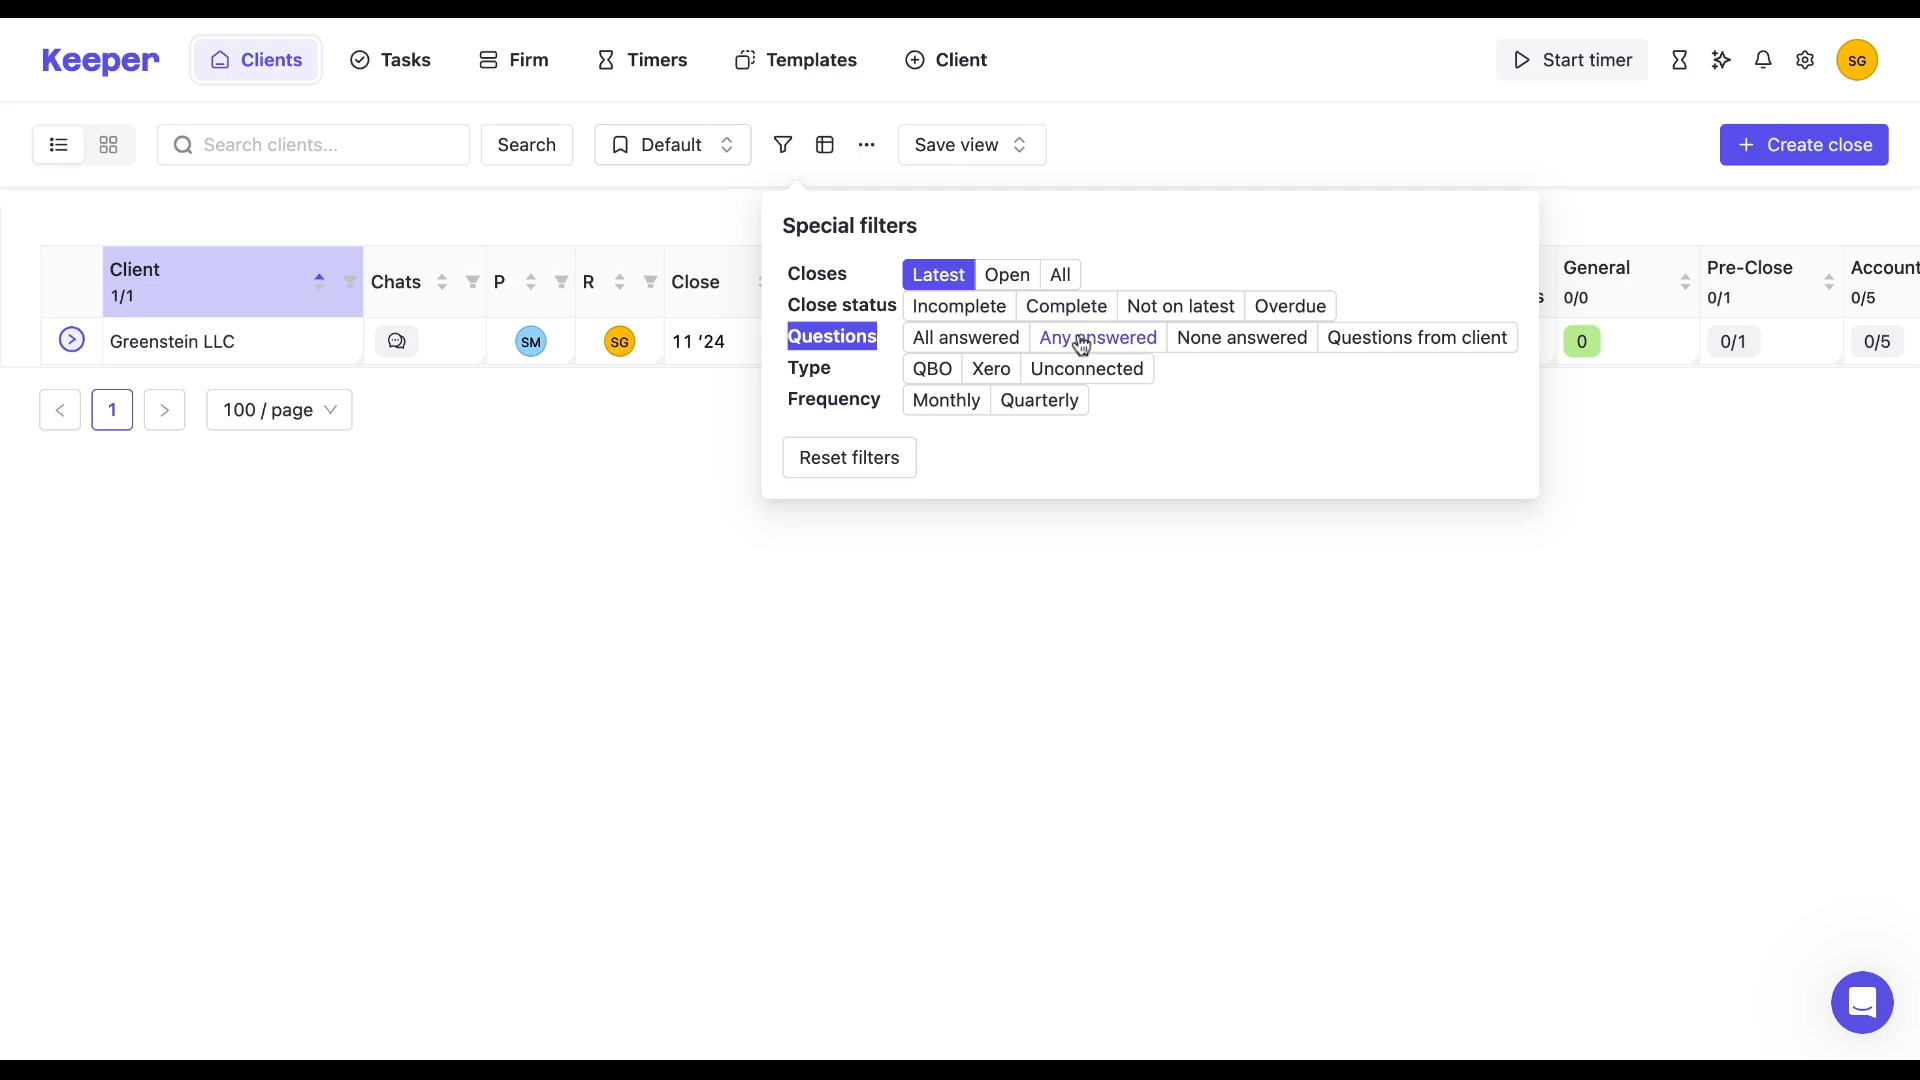 Keeper Clients Tasks Firm Timers Templates Client Start timer SG
Search clients... Search Default Save view Create close
Special filters
Client
1/1
Chats P R Close
General
0/0
Pre-Close
0/1
Account
0/5
Closes Latest Open All
Close status Incomplete Complete Not on latest Overdue
Questions All answered Any answered None answered Questions from client
Greenstein LLC SM SG 11 '24 0 0/1 0/5
Type QBO Xero Unconnected
Frequency Monthly Quarterly
1 100 / page
Reset filters